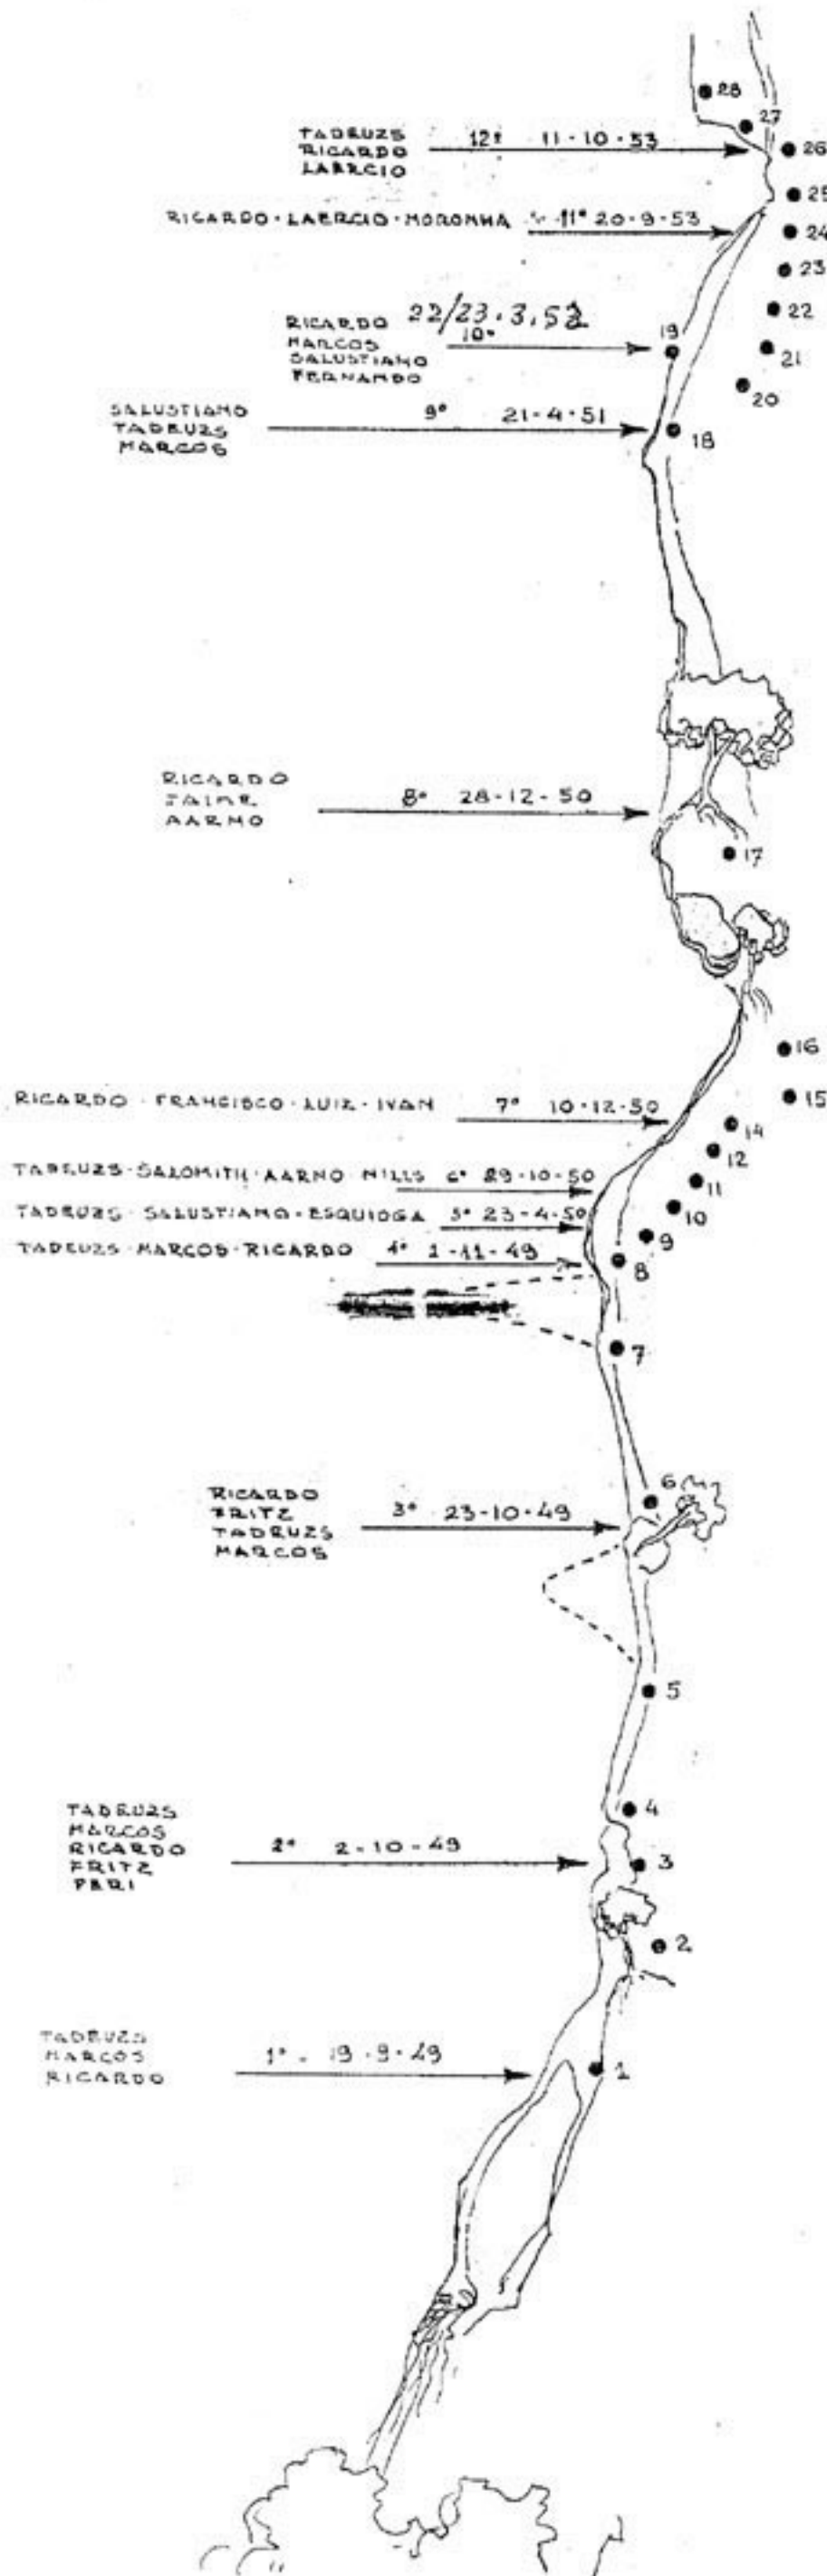 28
27
TADEUZS
RICARDO
LAERCIO
12º 11-10-53
26
25
RICARDO-LAERCIO-NORONHA
11º 20-9-53
24
23
RICARDO
MARCOS
SALUSTIANO
FERNANDO
22/23.3.52
10º
19
22
21
20
SALUSTIANO
TADEUZS
MARCOS
9º 21-4-51
18
RICARDO
JAIME
AARNO
8º 28-12-50
17
16
15
RICARDO-FRANCISCO-LUIZ-IVAN 7º 10-12-50
14
12
TADEUZS-SALOMITH-AARNO-NILLS 6º 29-10-50
11
10
TADEUZS-SALUSTIANO-ESQUIOGA 5º 23-4-50
9
TADEUZS-MARCOS-RICARDO 4º 1-11-49
8
7
6
RICARDO
FRITZ
TADEUZS
MARCOS
3º 23-10-49
5
4
TADEUZS
MARCOS
RICARDO
FRITZ
PERI
2º 2-10-49
3
2
TADEUZS
MARCOS
RICARDO
1º - 19-9-49
1